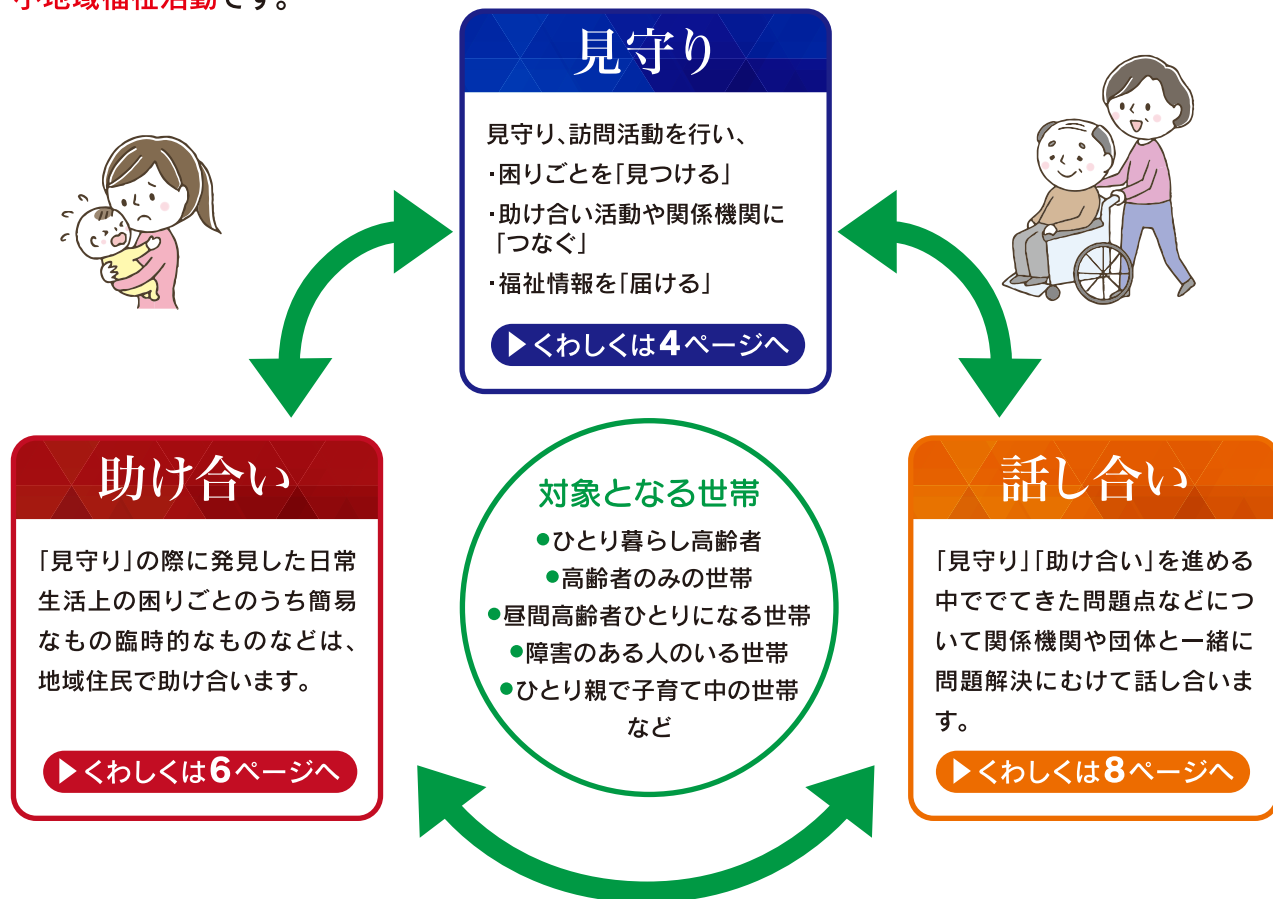 小地域福祉活動です。
見守り
見守り、訪問活動を行い、
・困りごとを「見つける」
・助け合い活動や関係機関に
「つなぐ」
・福祉情報を「届ける」
▶くわしくは4ページへ
助け合い
「見守り」の際に発見した日常
生活上の困りごとのうち簡易
なもの臨時的なものなどは、
地域住民で助け合います。
▶くわしくは6ページへ
対象となる世帯
●ひとり暮らし高齢者
●高齢者のみの世帯
●昼間高齢者ひとりになる世帯
●障害のある人のいる世帯
●ひとり親で子育て中の世帯
など
話し合い
「見守り」「助け合い」を進める
中ででてきた問題点などにつ
いて関係機関や団体と一緒に
問題解決にむけて話し合いま
す。
▶くわしくは8ページへ